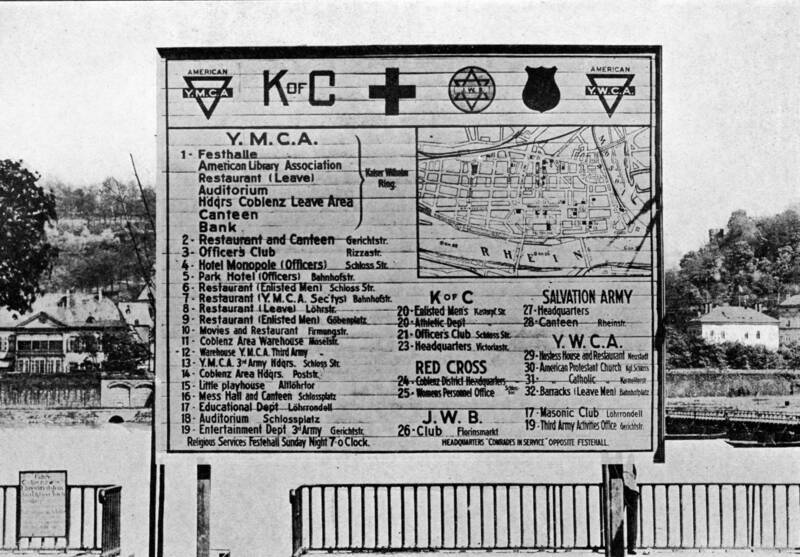 AMERICAN
Y.M.C.A.
K OF C
J.W.B.
AMERICAN
Y.W.C.A.
Y. M. C. A.
1 - Festhalle
American Library Association
Restaurant (Leave)
Auditorium
Hdqrs Coblenz Leave Area
Canteen
Bank
Kaiser Wilhelm
Ring.
2 - Restaurant and Canteen Gerichtstr.
3 - Officer's Club Rizzastr.
4 - Hotel Monopole (Officers) Schloss Str.
5 - Park Hotel (Officers) Bahnhofstr.
6 - Restaurant (Enlisted Men) Schloss Str.
7 - Restaurant (Y.M.C.A. Sec'tys) Bahnhofstr.
8 - Restaurant (Leave) Löhrstr.
9 - Restaurant (Enlisted Men) Göbenplatz
10 - Movies and Restaurant Firmungstr.
11 - Coblenz Area Warehouse Moselstr.
12 - Warehouse Y.M.C.A. Third Army
13 - Y.M.C.A. 3rd Army Hdqrs. Schloss Str.
14 - Coblenz Area Hdqrs. Poststr.
15 - Little playhouse Altlöhrtor
16 - Mess Hall and Canteen Schlossplatz
17 - Educational Dept Löhrrondell
18 - Auditorium Schlossplatz
19 - Entertainment Dept 3rd Army Gerichtstr.
Religious Services Festehall Sunday Night 7 o'Clock.
RHEIN
K OF C
20 - Enlisted Men's
20 - Athletic Dept
21 - Officers Club Schloss Str.
23 - Headquarters Victoriastr.
RED CROSS
24 - Coblenz District Headquarters
25 - Womens Personnel Office
J.W.B.
26 - Club Florinsmarkt
SALVATION ARMY
27 - Headquarters
28 - Canteen Rheinstr.
Y. W. C. A.
29 - Hostess House and Restaurant Neustadt
30 - American Protestant Church
31 - Catholic
32 - Barracks (Leave Men) Bahnhofplatz
17 - Masonic Club Löhrrondell
19 - Third Army Activities Office Gerichtstr.
HEADQUARTERS "COMRADES IN SERVICE" OPPOSITE FESTEHALL.